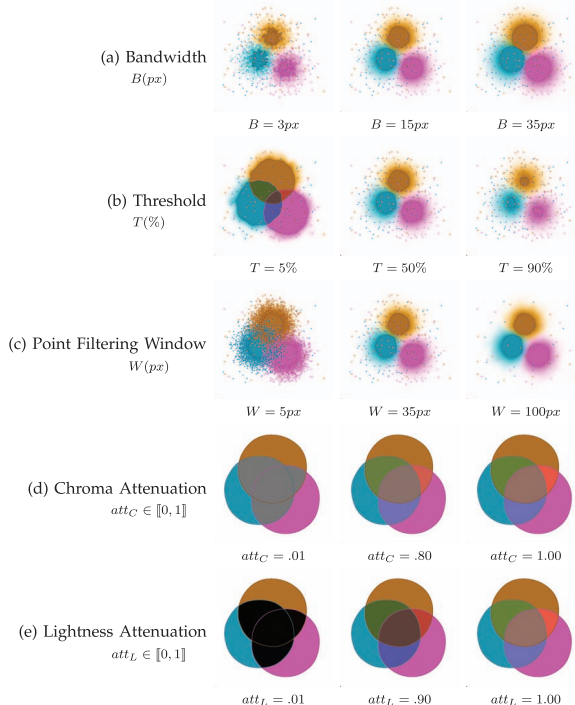 (a) Bandwidth
B(px)
B = 3px
B = 15px
B = 35px
(b) Threshold
T(%)
T = 5%
T = 50%
T = 90%
(c) Point Filtering Window
W(px)
W = 5px
W = 35px
W = 100px
(d) Chroma Attenuation
att_C ∈ ⟦0, 1⟧
att_C = .01
att_C = .80
att_C = 1.00
(e) Lightness Attenuation
att_L ∈ ⟦0, 1⟧
att_L = .01
att_L = .90
att_L = 1.00